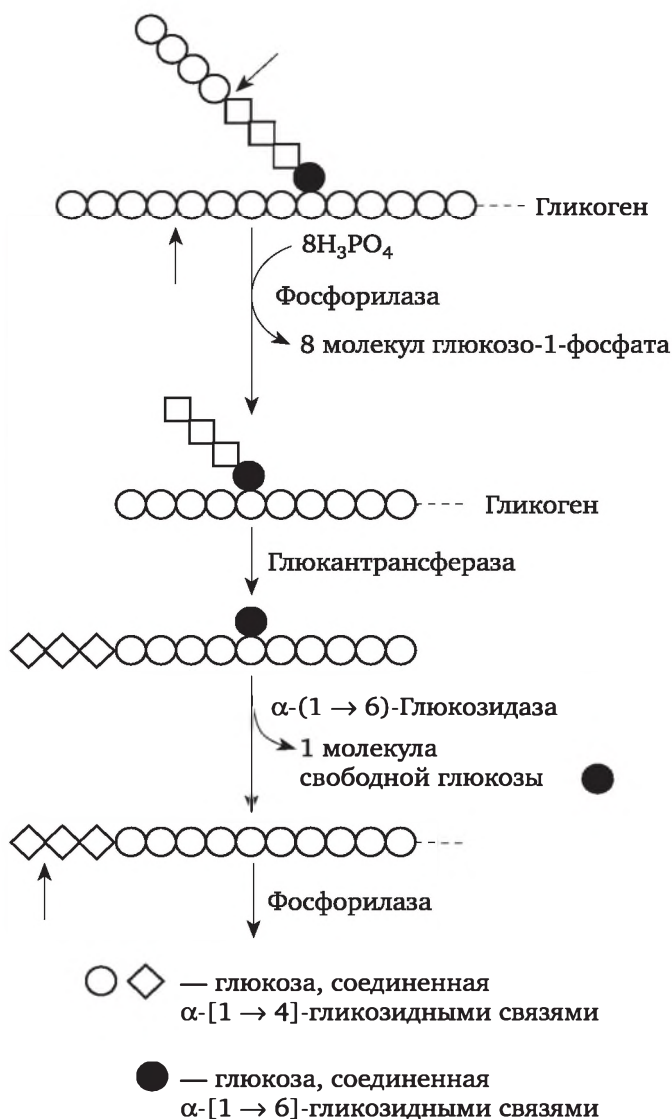 Гликоген
8H₃PO₄
Фосфорилаза
8 молекул глюкозо-1-фосфата
Гликоген
Глюкантрансфераза
α-(1 → 6)-Глюкозидаза
1 молекула
свободной глюкозы
Фосфорилаза
— глюкоза, соединенная
α-[1 → 4]-гликозидными связями
— глюкоза, соединенная
α-[1 → 6]-гликозидными связями